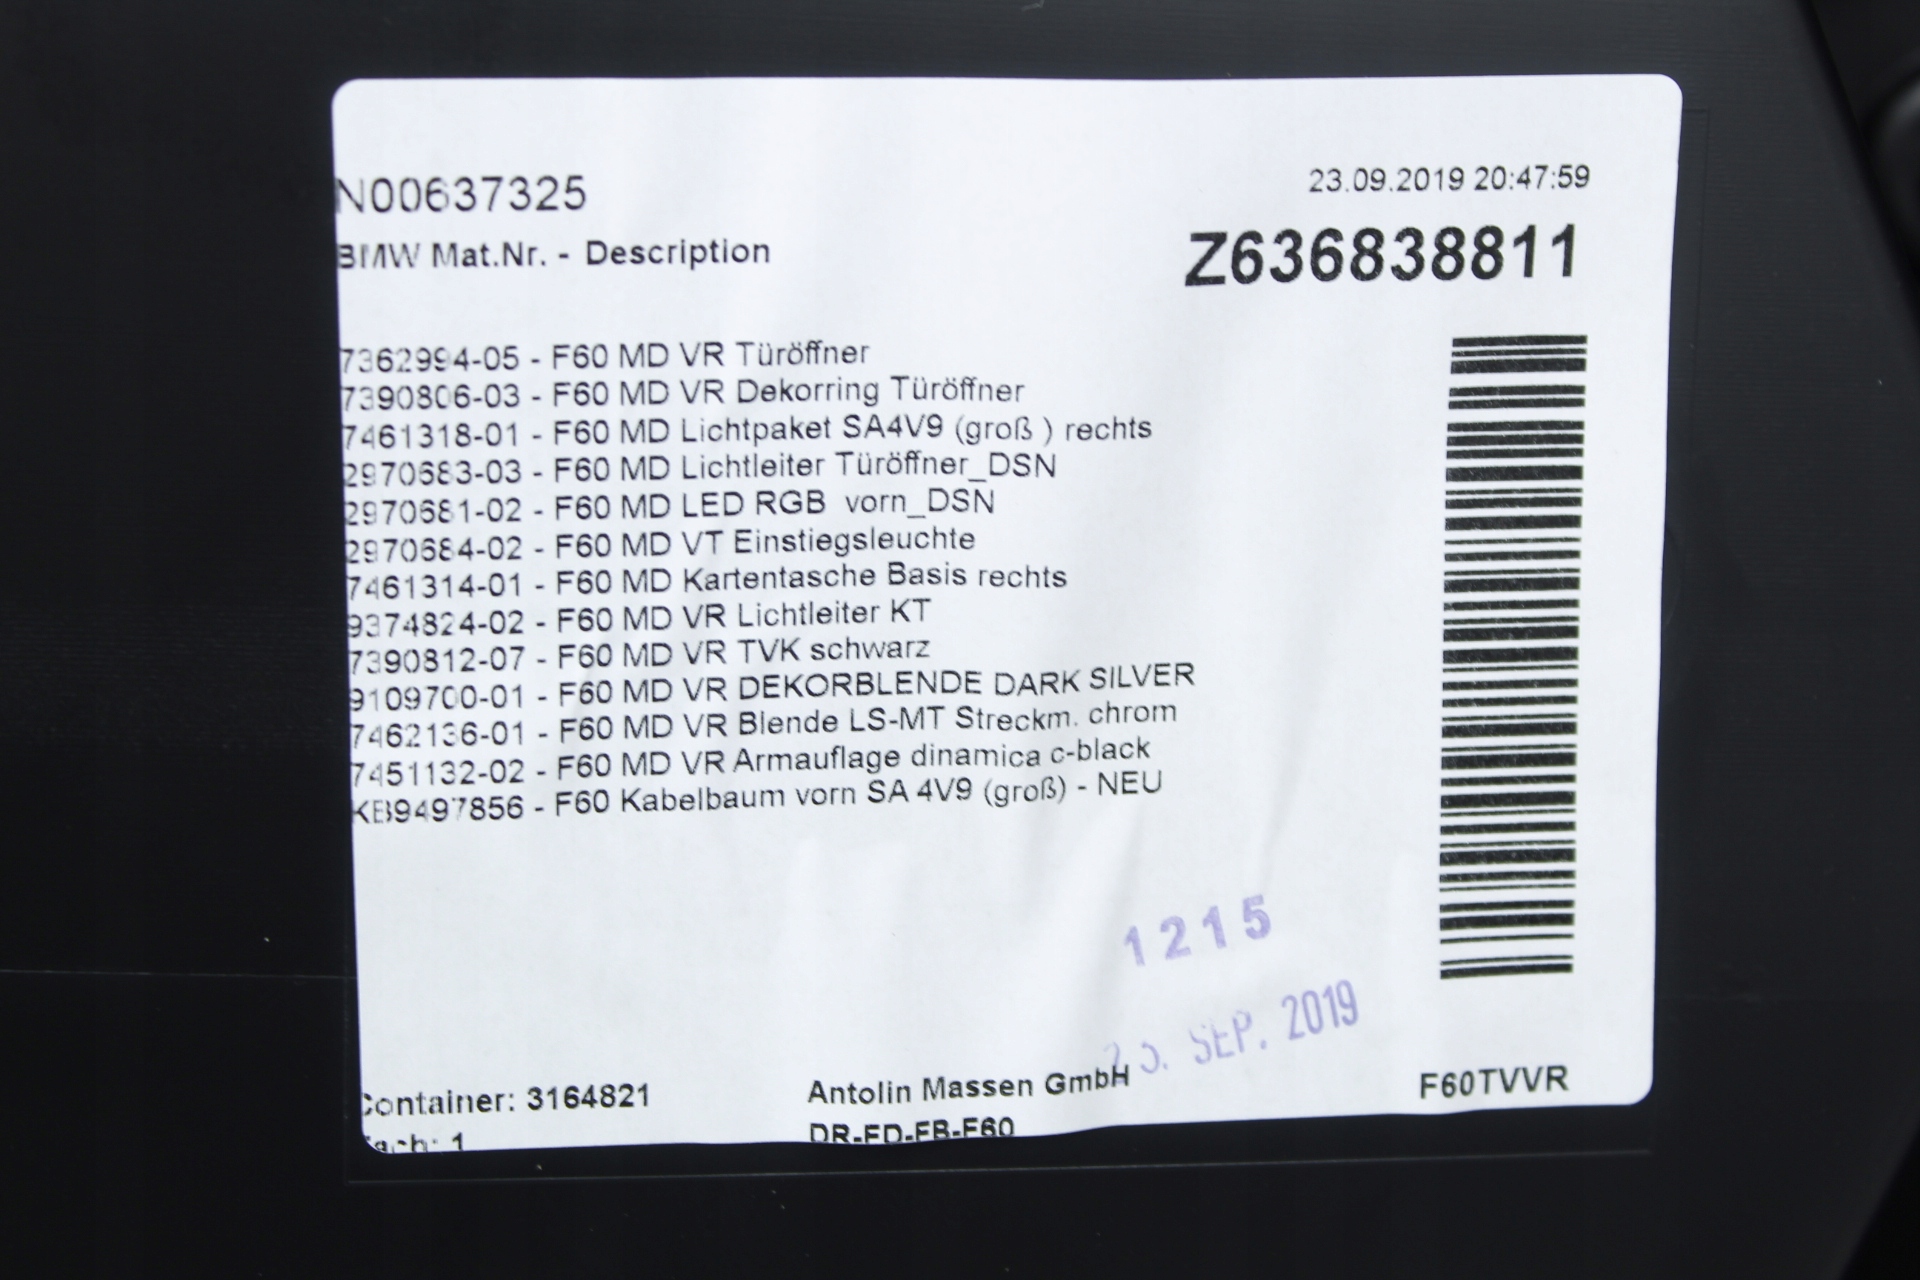 N00637325
23.09.2019 20:47:59
BMW Mat.Nr. - Description
Z636838811
7362994-05 - F60 MD VR Türöffner
7390806-03 - F60 MD VR Dekorring Türöffner
7461318-01 - F60 MD Lichtpaket SA4V9 (groß ) rechts
2970683-03 - F60 MD Lichtleiter Türöffner_DSN
2970681-02 - F60 MD LED RGB  vorn_DSN
2970684-02 - F60 MD VT Einstiegsleuchte
7461314-01 - F60 MD Kartentasche Basis rechts
9374824-02 - F60 MD VR Lichtleiter KT
7390812-07 - F60 MD VR TVK schwarz
9109700-01 - F60 MD VR DEKORBLENDE DARK SILVER
7462136-01 - F60 MD VR Blende LS-MT Streckm. chrom
7451132-02 - F60 MD VR Armauflage dinamica c-black
KB9497856 - F60 Kabelbaum vorn SA 4V9 (groß) - NEU
1215
SEP. 2019
Container: 3164821
Antolin Massen GmbH
F60TVVR
Fach: 1
DR-FD-FB-F60